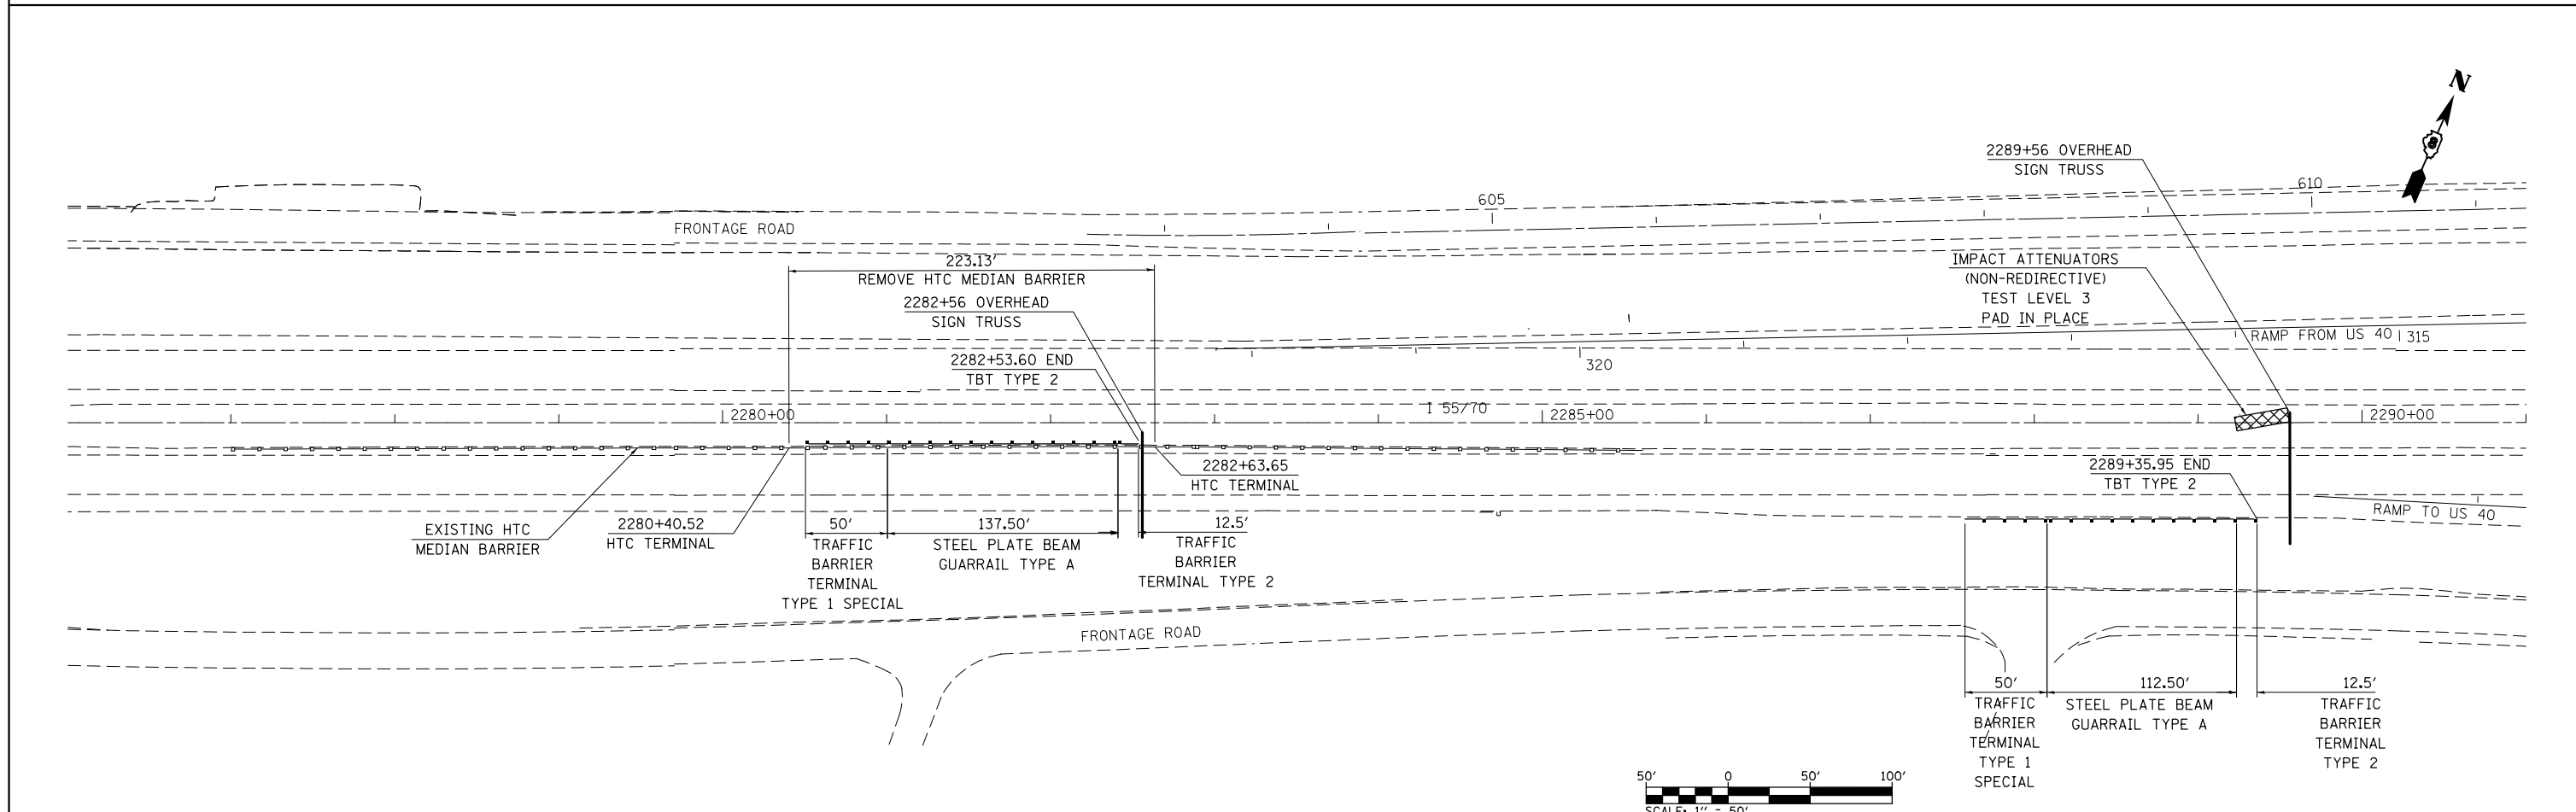 N
8
2289+56 OVERHEAD
SIGN TRUSS
605
610
FRONTAGE ROAD
223.13'
REMOVE HTC MEDIAN BARRIER
IMPACT ATTENUATORS
(NON-REDIRECTIVE)
TEST LEVEL 3
PAD IN PLACE
2282+56 OVERHEAD
SIGN TRUSS
RAMP FROM US 40
315
2282+53.60 END
TBT TYPE 2
320
2280+00
I 55/70
2285+00
2290+00
2282+63.65
HTC TERMINAL
2289+35.95 END
TBT TYPE 2
EXISTING HTC
MEDIAN BARRIER
2280+40.52
HTC TERMINAL
50'
TRAFFIC
BARRIER
TERMINAL
TYPE 1 SPECIAL
137.50'
STEEL PLATE BEAM
GUARRAIL TYPE A
12.5'
TRAFFIC
BARRIER
TERMINAL TYPE 2
RAMP TO US 40
FRONTAGE ROAD
50'
TRAFFIC
BARRIER
TERMINAL
TYPE 1
SPECIAL
112.50'
STEEL PLATE BEAM
GUARRAIL TYPE A
12.5'
TRAFFIC
BARRIER
TERMINAL
TYPE 2
50'
0
50'
100'
SCALE: 1" = 50'